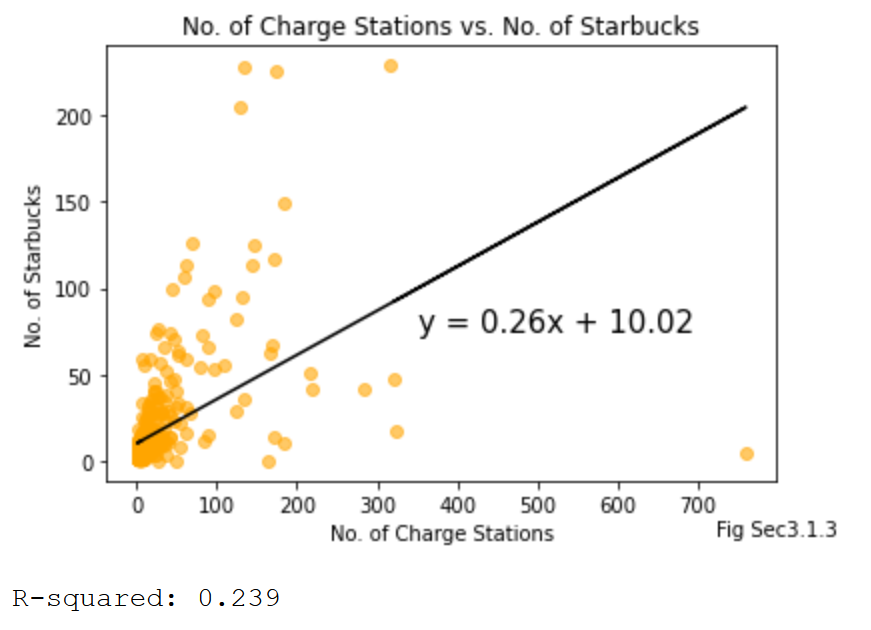 No. of Charge Stations vs. No. of Starbucks
200
150
100
50
0
No. of Starbucks
y = 0.26x + 10.02
0 100 200 300 400 500 600 700
No. of Charge Stations
Fig Sec3.1.3
R-squared: 0.239